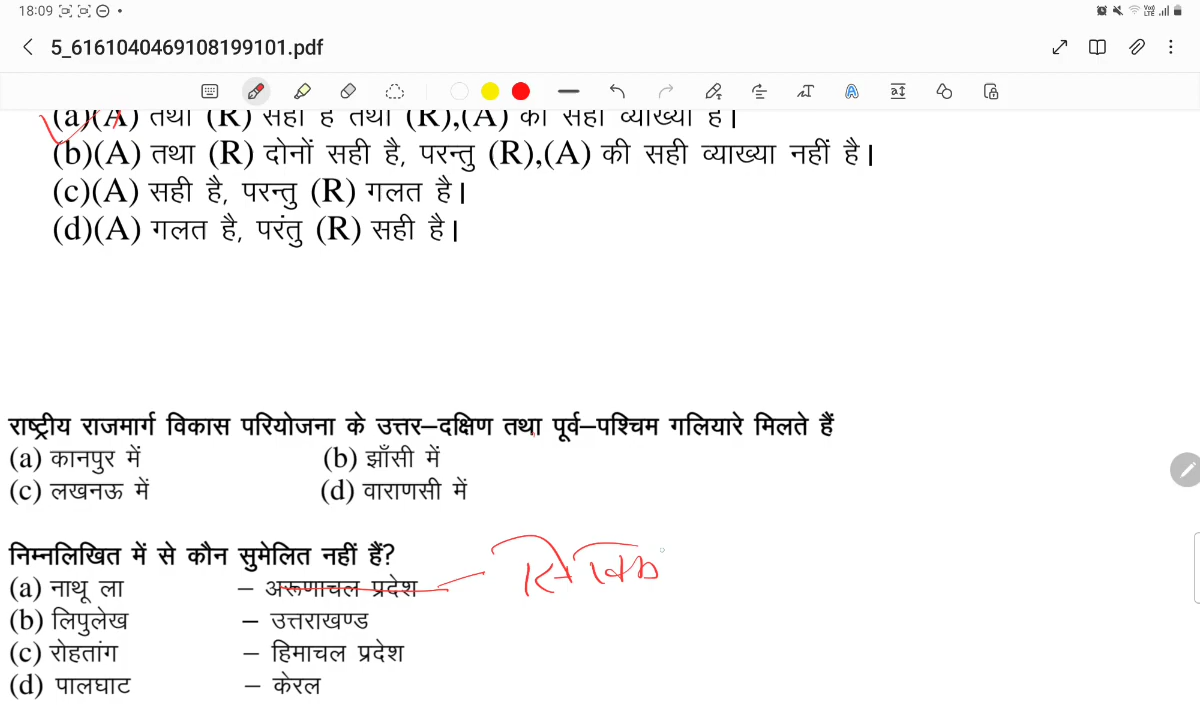 18:09
5_6161040469108199101.pdf
(a)(A) तथा (R) सही है तथा (R),(A) की सही व्याख्या है|
(b)(A) तथा (R) दोनों सही है, परन्तु (R),(A) की सही व्याख्या नहीं है|
(c)(A) सही है, परन्तु (R) गलत है|
(d)(A) गलत है, परंतु (R) सही है|
राष्ट्रीय राजमार्ग विकास परियोजना के उत्तर–दक्षिण तथा पूर्व–पश्चिम गलियारे मिलते हैं
(a) कानपुर में (b) झाँसी में
(c) लखनऊ में (d) वाराणसी में
निम्नलिखित में से कौन सुमेलित नहीं हैं?
(a) नाथू ला – अरूणाचल प्रदेश
(b) लिपुलेख – उत्तराखण्ड
(c) रोहतांग – हिमाचल प्रदेश
(d) पालघाट – केरल